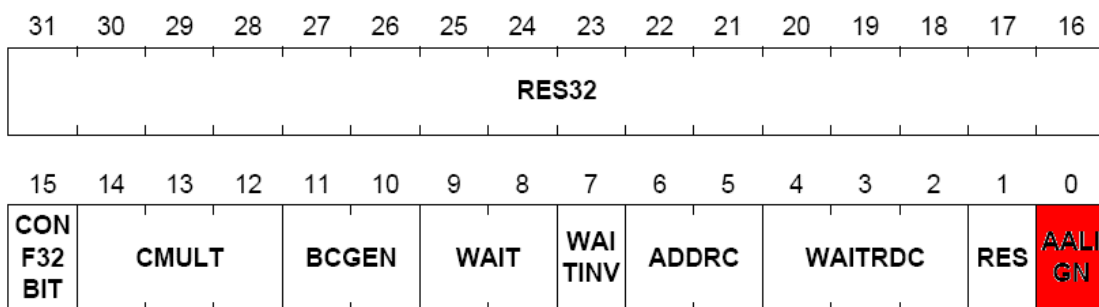 31 30 29 28 27 26 25 24 23 22 21 20 19 18 17 16
RES32
15 14 13 12 11 10 9 8 7 6 5 4 3 2 1 0
CON
F32
BIT
CMULT
BCGEN
WAIT
WAI
TINV
ADDRC
WAITRDC
RES
AALI
GN